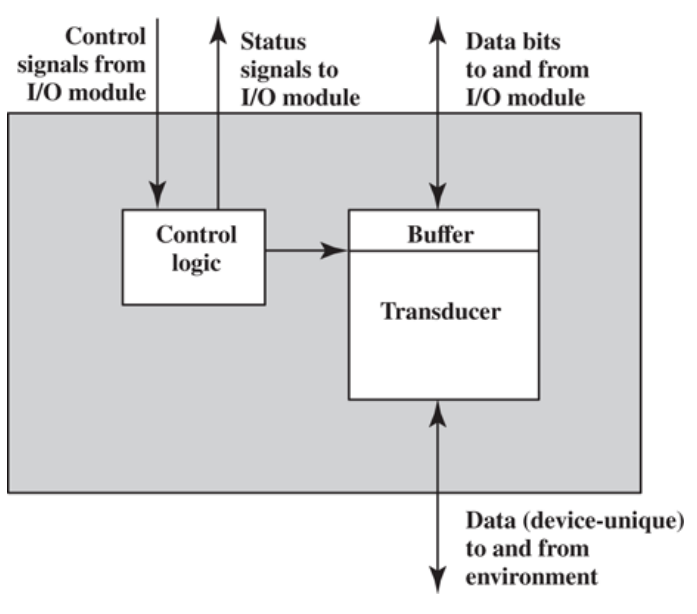 Control
signals from
I/O module
Status
signals to
I/O module
Data bits
to and from
I/O module
Control
logic
Buffer
Transducer
Data (device-unique)
to and from
environment